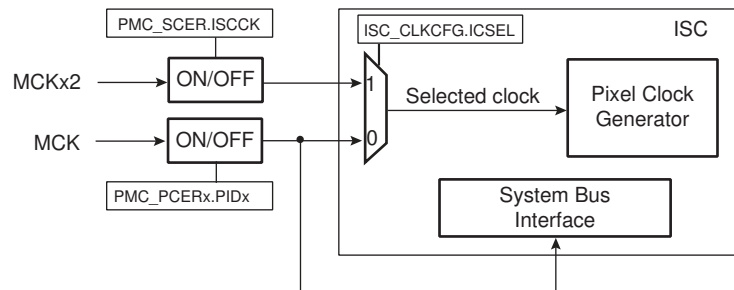 PMC_SCER.ISCCK
ISC_CLKCFG.ICSEL
ISC
MCKx2
ON/OFF
1
Selected clock
Pixel Clock
Generator
MCK
ON/OFF
0
PMC_PCERx.PIDx
System Bus
Interface